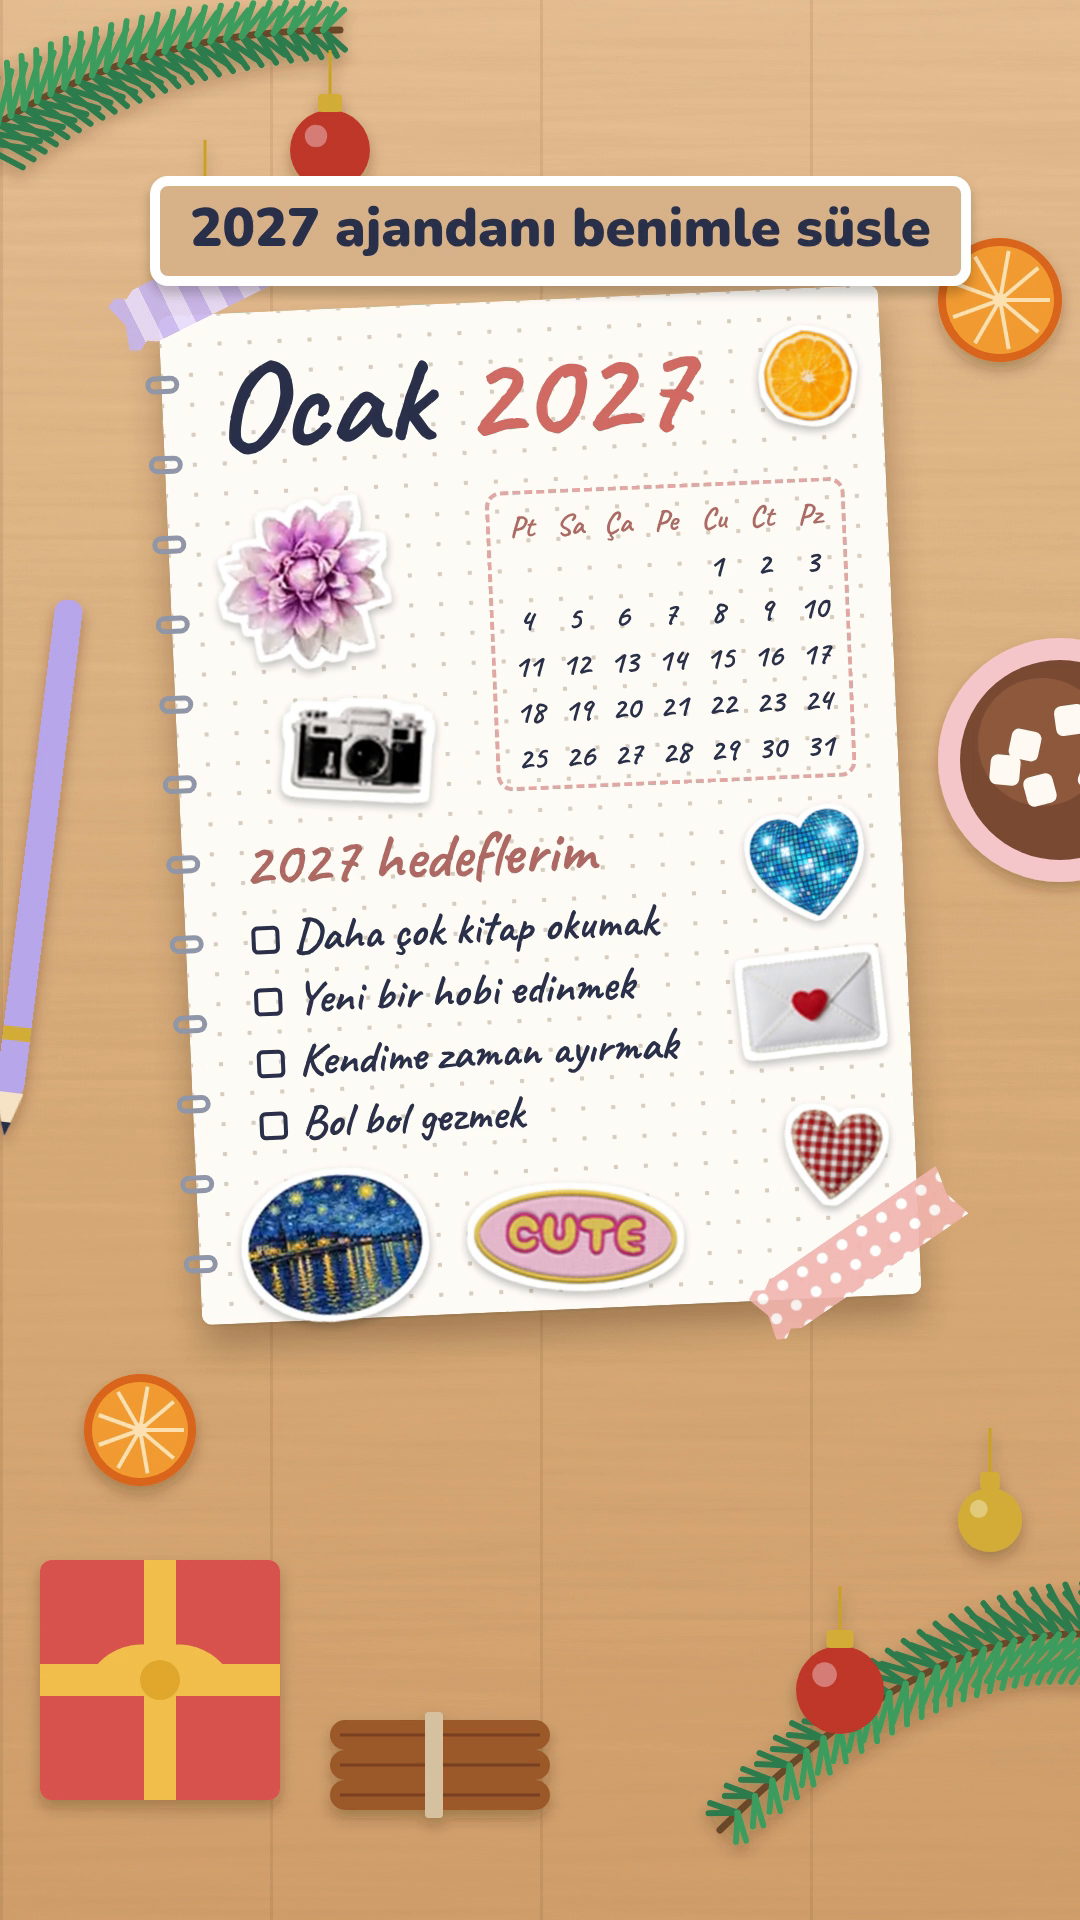 2027 ajandanı benimle süsle
Ocak 2027
Pt Sa Ça Pe Cu Ct Pz
1 2 3
4 5 6 7 8 9 10
11 12 13 14 15 16 17
18 19 20 21 22 23 24
25 26 27 28 29 30 31
2027 hedeflerim
Daha çok kitap okumak
Yeni bir hobi edinmek
Kendime zaman ayırmak
Bol bol gezmek
CUTE